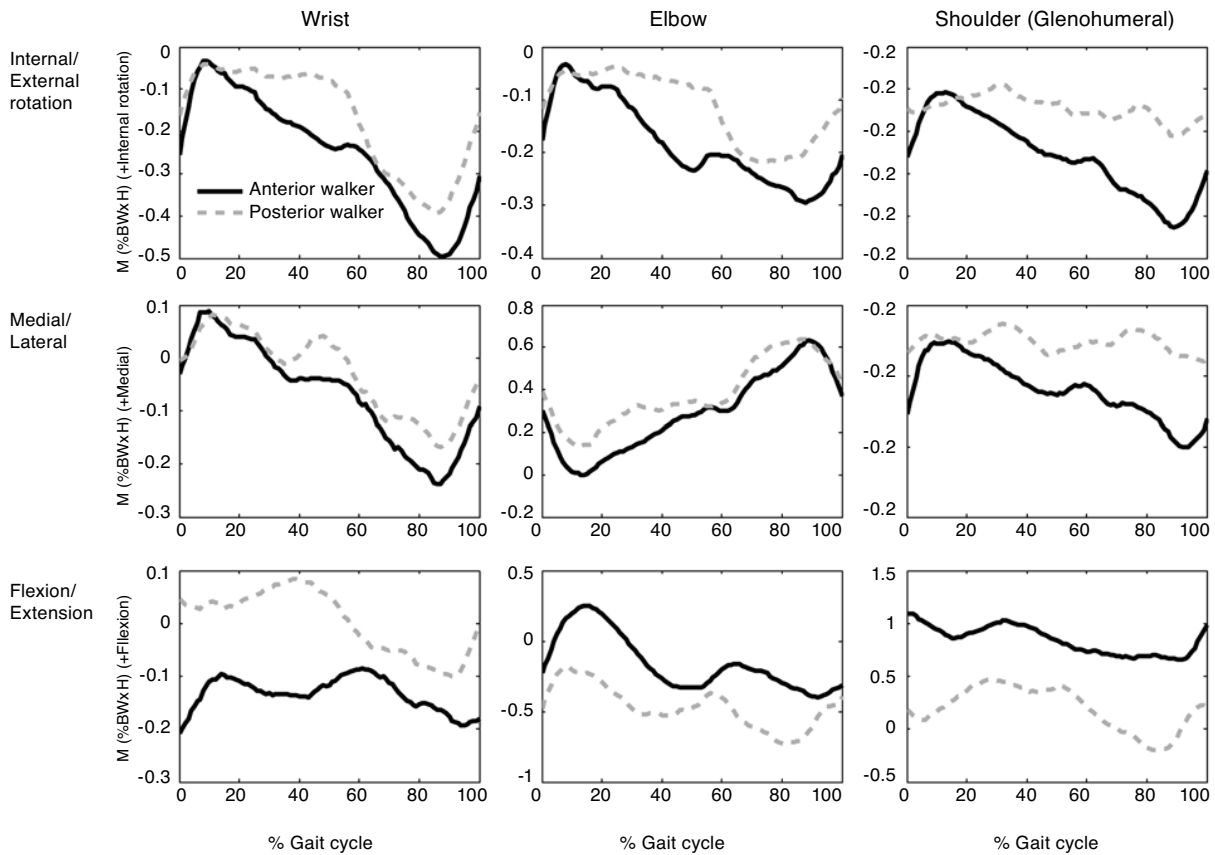 Wrist
Elbow
Shoulder (Glenohumeral)
Internal/
External
rotation
M (%BWxH) (+Internal rotation)
0
-0.1
-0.2
-0.3
-0.4
-0.5
0 20 40 60 80 100
Anterior walker
Posterior walker
0
-0.1
-0.2
-0.3
-0.4
0 20 40 60 80 100
-0.2
-0.2
-0.2
-0.2
-0.2
-0.2
0 20 40 60 80 100
Medial/
Lateral
M (%BWxH) (+Medial)
0.1
0
-0.1
-0.2
-0.3
0 20 40 60 80 100
0.8
0.6
0.4
0.2
0
-0.2
0 20 40 60 80 100
-0.2
-0.2
-0.2
-0.2
0 20 40 60 80 100
Flexion/
Extension
M (%BWxH) (+Fllexion)
0.1
0
-0.1
-0.2
-0.3
0 20 40 60 80 100
% Gait cycle
0.5
0
-0.5
-1
0 20 40 60 80 100
% Gait cycle
1.5
1
0.5
0
-0.5
0 20 40 60 80 100
% Gait cycle